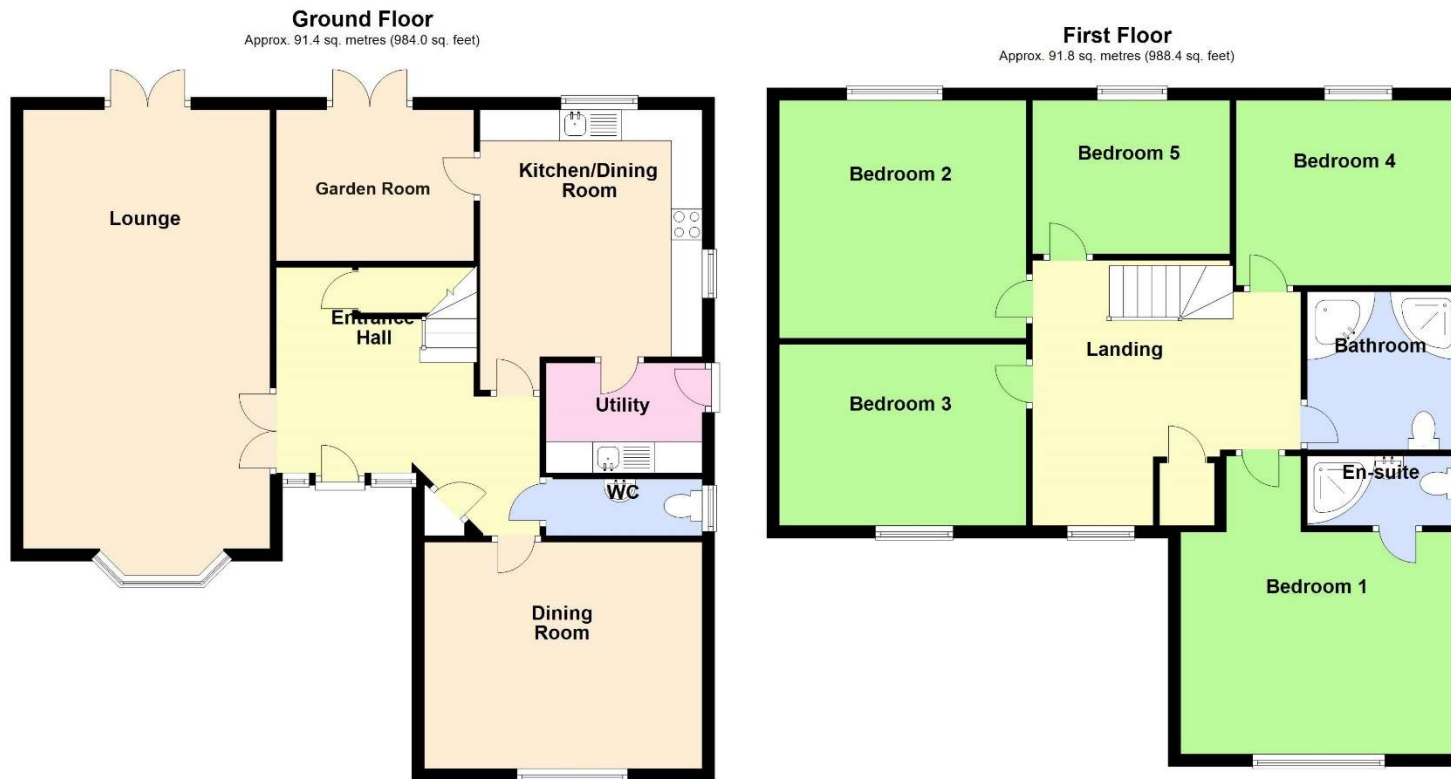 Ground Floor
Approx. 91.4 sq. metres (984.0 sq. feet)
Lounge
Garden Room
Kitchen/Dining
Room
Entrance
Hall
Utility
WC
Dining
Room
First Floor
Approx. 91.8 sq. metres (988.4 sq. feet)
Bedroom 2
Bedroom 5
Bedroom 4
Bedroom 3
Landing
Bathroom
En-suite
Bedroom 1